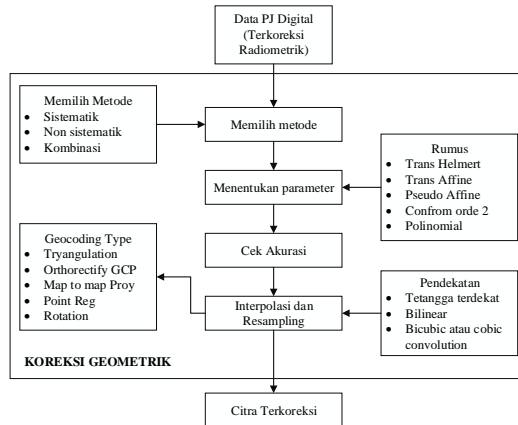 Data PJ Digital
(Terkoreksi
Radiometrik)
Memilih Metode
• Sistematik
• Non sistematik
• Kombinasi
Memilih metode
Rumus
• Trans Helmert
• Trans Affine
• Pseudo Affine
• Confrom orde 2
• Polinomial
Menentukan parameter
Geocoding Type
• Tryangulation
• Orthorectify GCP
• Map to map Proy
• Point Reg
• Rotation
Cek Akurasi
Pendekatan
• Tetangga terdekat
• Bilinear
• Bicubic atau cobic
convolution
Interpolasi dan
Resampling
KOREKSI GEOMETRIK
Citra Terkoreksi